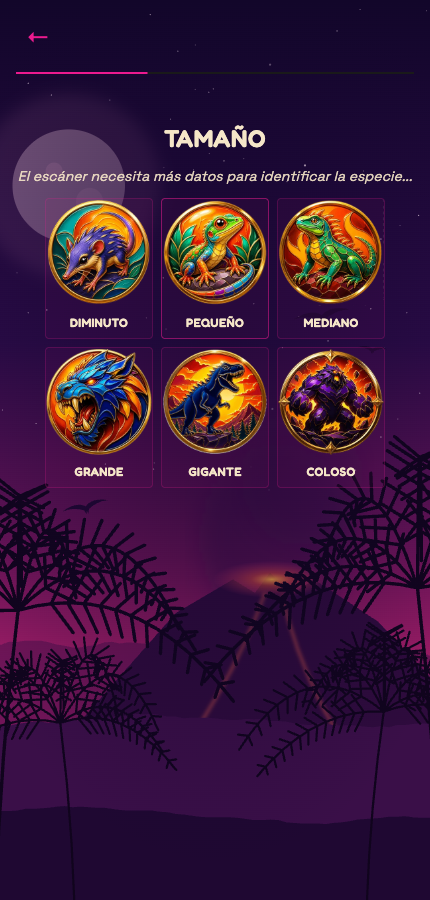 TAMAÑO
El escáner necesita más datos para identificar la especie...
DIMINUTO
PEQUEÑO
MEDIANO
GRANDE
GIGANTE
COLOSO